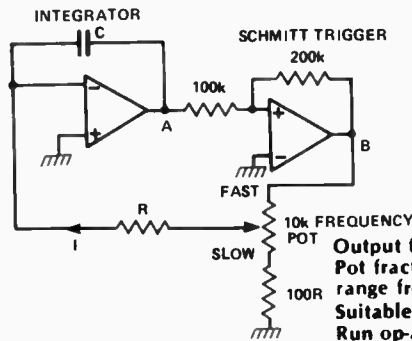 INTEGRATOR
C
SCHMITT TRIGGER
200k
100k
A
B
FAST
R
10k FREQUENCY
POT
I
SLOW
100R
Output f
Pot fract
range fr
Suitable
Run op-